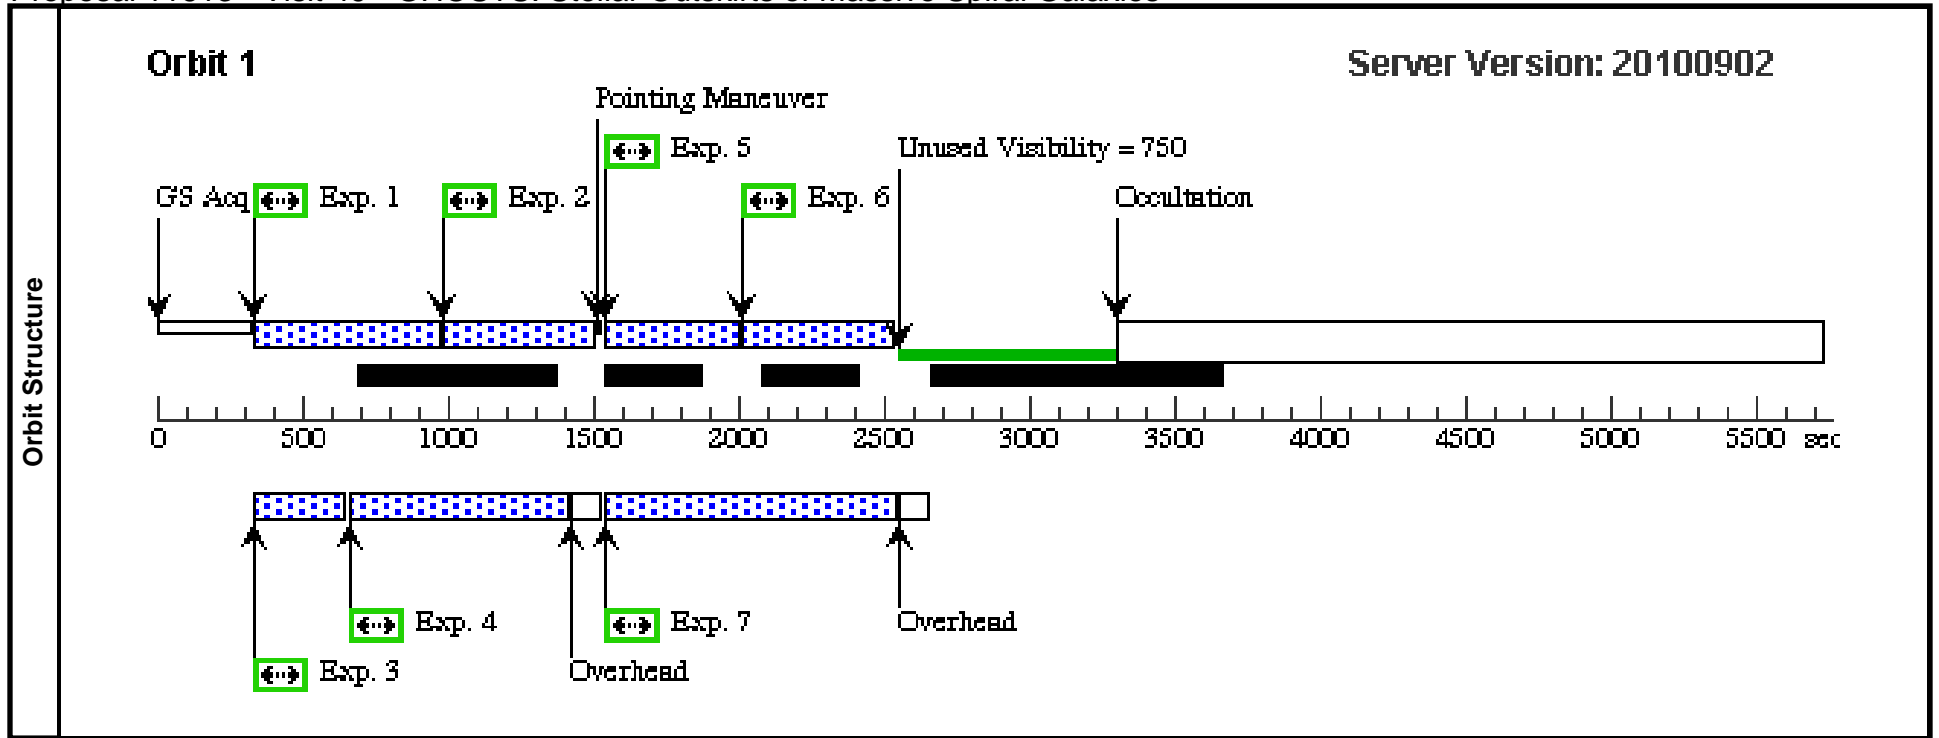 Orbit 1
Server Version: 20100902
Pointing Maneuver
Exp. 5
Unused Visibility = 750
GS Acq
Exp. 1
Exp. 2
Exp. 6
Occultation
Orbit Structure
0 500 1000 1500 2000 2500 3000 3500 4000 4500 5000 5500 sec
Exp. 4
Exp. 7
Overhead
Exp. 3
Overhead